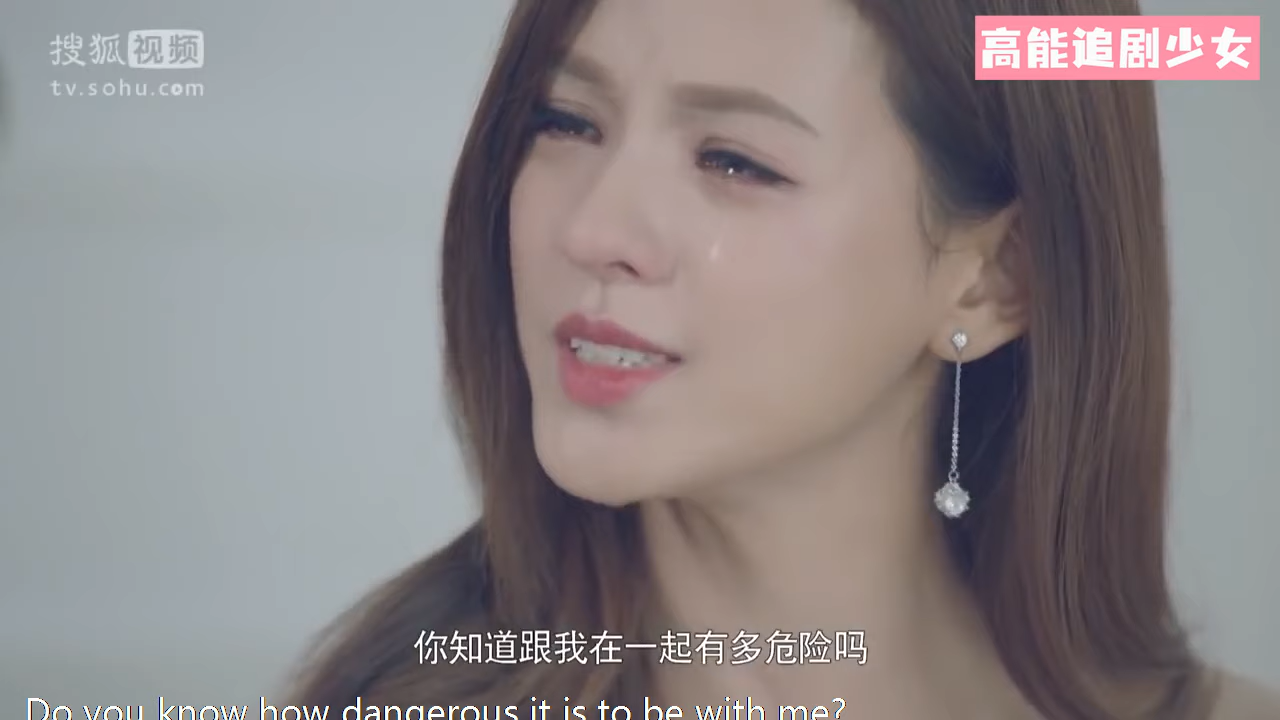 搜狐视频
tv.sohu.com
高能追剧少女
你知道跟我在一起有多危险吗
Do you know how dangerous it is to be with me?